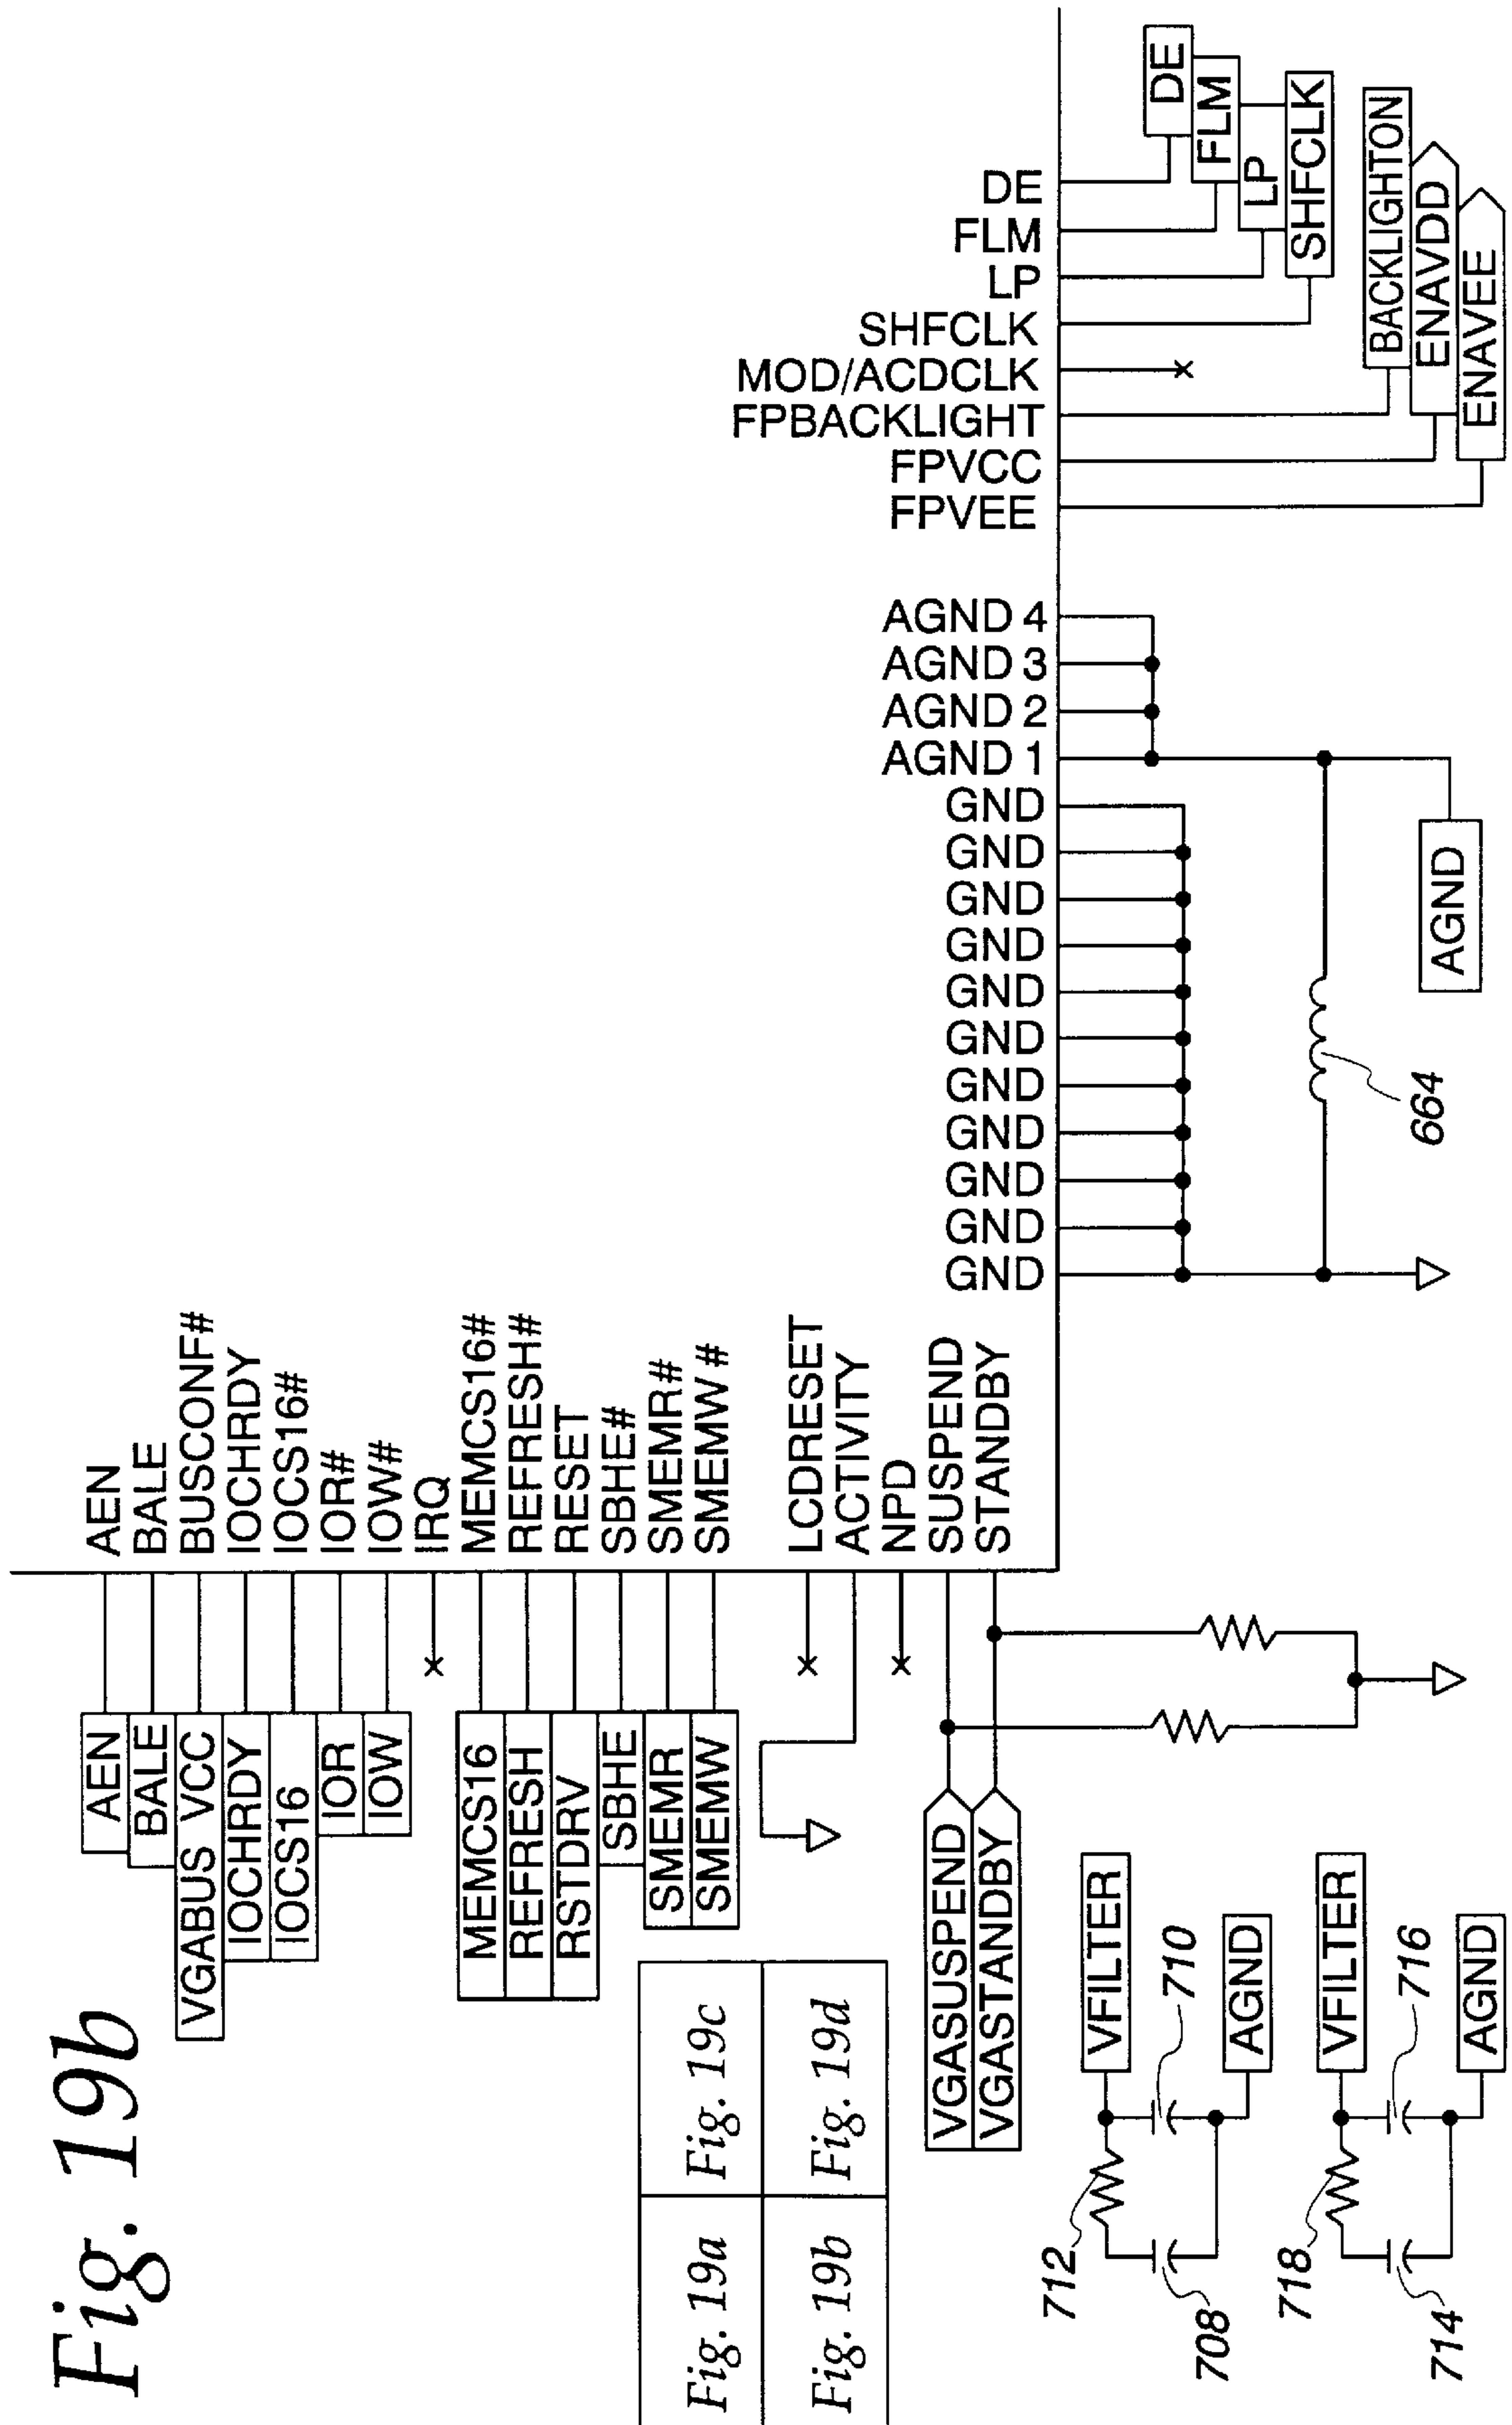 Fig. 19b
AEN AEN
BALE BALE
VGABUS VCC BUSCONF#
IOCHRDY IOCHRDY
IOCS16 IOCS16#
IOR IOR#
IOW IOW#
IRQ
MEMCS16 MEMCS16#
REFRESH REFRESH#
RSTDRV RESET
SBHE SBHE#
SMEMR SMEMR#
SMEMW SMEMW#
LCDRESET
ACTIVITY
NPD
VGASUSPEND SUSPEND
VGASTANDBY STANDBY
Fig. 19a Fig. 19c
Fig. 19b Fig. 19d
GND
GND
GND
GND
GND
GND
GND
GND
GND
GND
GND
AGND 1
AGND 2
AGND 3
AGND 4
FPVEE
FPVCC
FPBACKLIGHT
MOD/ACDCLK
SHFCLK
LP
FLM
DE
DE
FLM
LP
SHFCLK
BACKLIGHTON
ENAVDD
ENAVEE
664
AGND
712
VFILTER
708
710
AGND
718
VFILTER
714
716
AGND